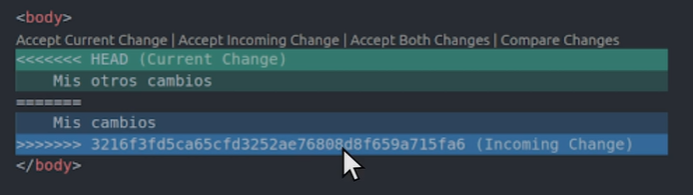 <body>
Accept Current Change | Accept Incoming Change | Accept Both Changes | Compare Changes
<<<<<<< HEAD (Current Change)
Mis otros cambios
=======
Mis cambios
>>>>>>> 3216f3fd5ca65cfd3252ae76808d8f659a715fa6 (Incoming Change)
</body>